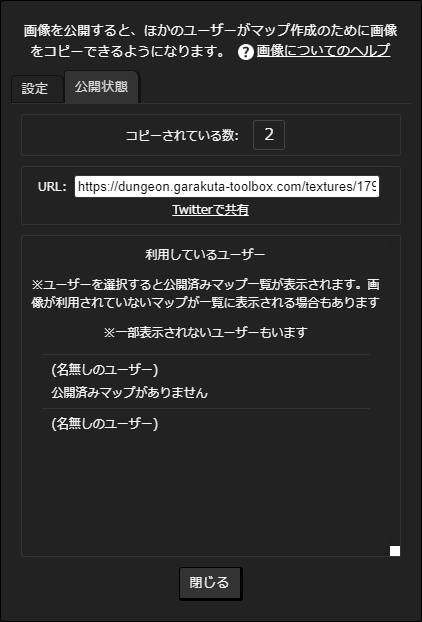 画像を公開すると、ほかのユーザーがマップ作成のために画像
をコピーできるようになります。 ? 画像についてのヘルプ
設定 公開状態
コピーされている数: 2
URL: https://dungeon.garakuta-toolbox.com/textures/179
Twitterで共有
利用しているユーザー
※ユーザーを選択すると公開済みマップ一覧が表示されます。画
像が利用されていないマップが一覧に表示される場合もあります
※一部表示されないユーザーもいます
(名無しのユーザー)
公開済みマップがありません
(名無しのユーザー)
閉じる